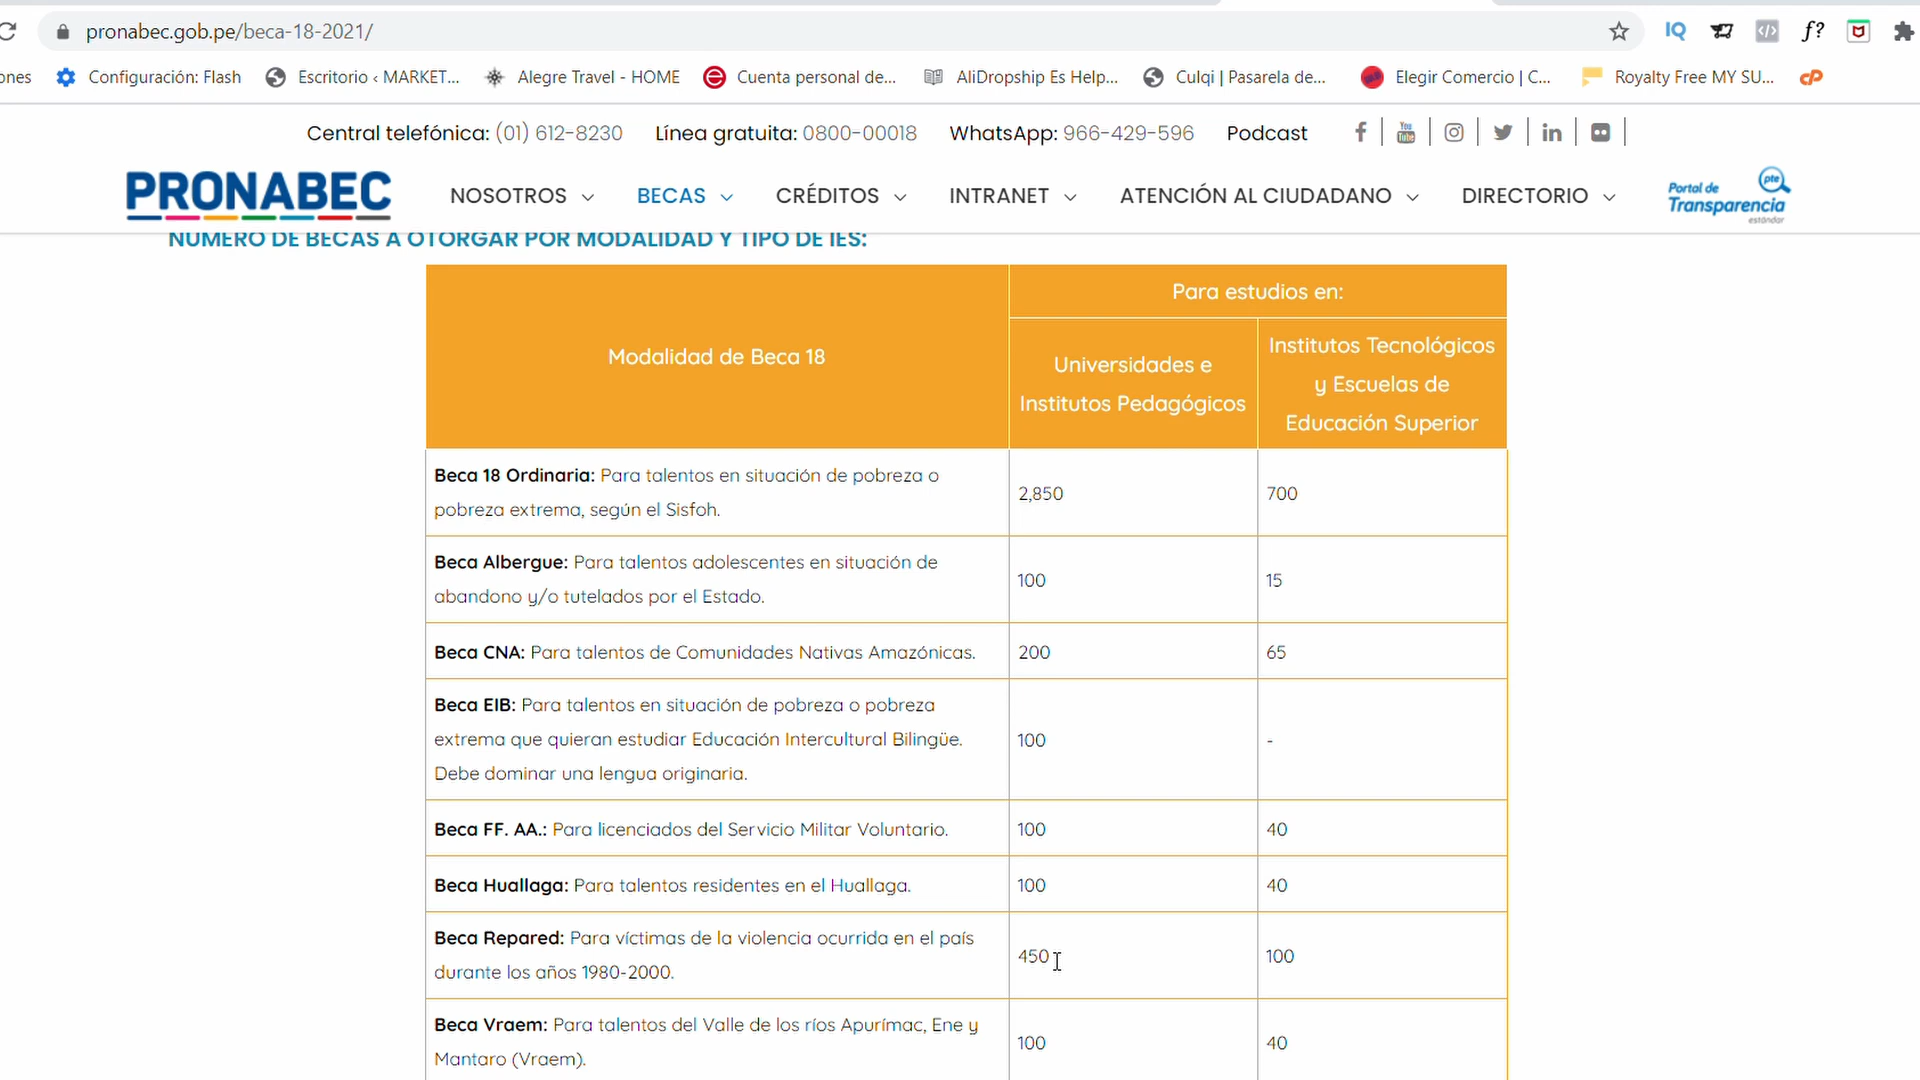 pronabec.gob.pe/beca-18-2021/
IQ
f?
ones
Configuración: Flash
Escritorio ‹ MARKET...
Alegre Travel - HOME
Cuenta personal de...
AliDropship Es Help...
Culqi | Pasarela de...
Elegir Comercio | C...
Royalty Free MY SU...
cP
Central telefónica: (01) 612-8230
Línea gratuita: 0800-00018
WhatsApp: 966-429-596
Podcast
You
Tube
PRONABEC
NOSOTROS
BECAS
CRÉDITOS
INTRANET
ATENCIÓN AL CIUDADANO
DIRECTORIO
pte
Portal de
Transparencia
estándar
NÚMERO DE BECAS A OTORGAR POR MODALIDAD Y TIPO DE IES:
Modalidad de Beca 18
Para estudios en:
Universidades e
Institutos Pedagógicos
Institutos Tecnológicos
y Escuelas de
Educación Superior
Beca 18 Ordinaria: Para talentos en situación de pobreza o
pobreza extrema, según el Sisfoh.
2,850
700
Beca Albergue: Para talentos adolescentes en situación de
abandono y/o tutelados por el Estado.
100
15
Beca CNA: Para talentos de Comunidades Nativas Amazónicas.
200
65
Beca EIB: Para talentos en situación de pobreza o pobreza
extrema que quieran estudiar Educación Intercultural Bilingüe.
Debe dominar una lengua originaria.
100
-
Beca FF. AA.: Para licenciados del Servicio Militar Voluntario.
100
40
Beca Huallaga: Para talentos residentes en el Huallaga.
100
40
Beca Repared: Para víctimas de la violencia ocurrida en el país
durante los años 1980-2000.
450
100
Beca Vraem: Para talentos del Valle de los ríos Apurímac, Ene y
Mantaro (Vraem).
100
40